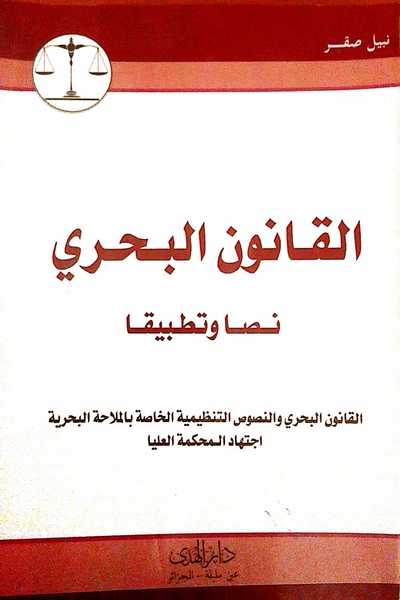 نبيل صقر
القانون البحري
نصا وتطبيقا
القانون البحري والنصوص التنظيمية الخاصة بالملاحة البحرية
اجتهاد المحكمة العليا
دار الهدى
عين مليلة - الجزائر